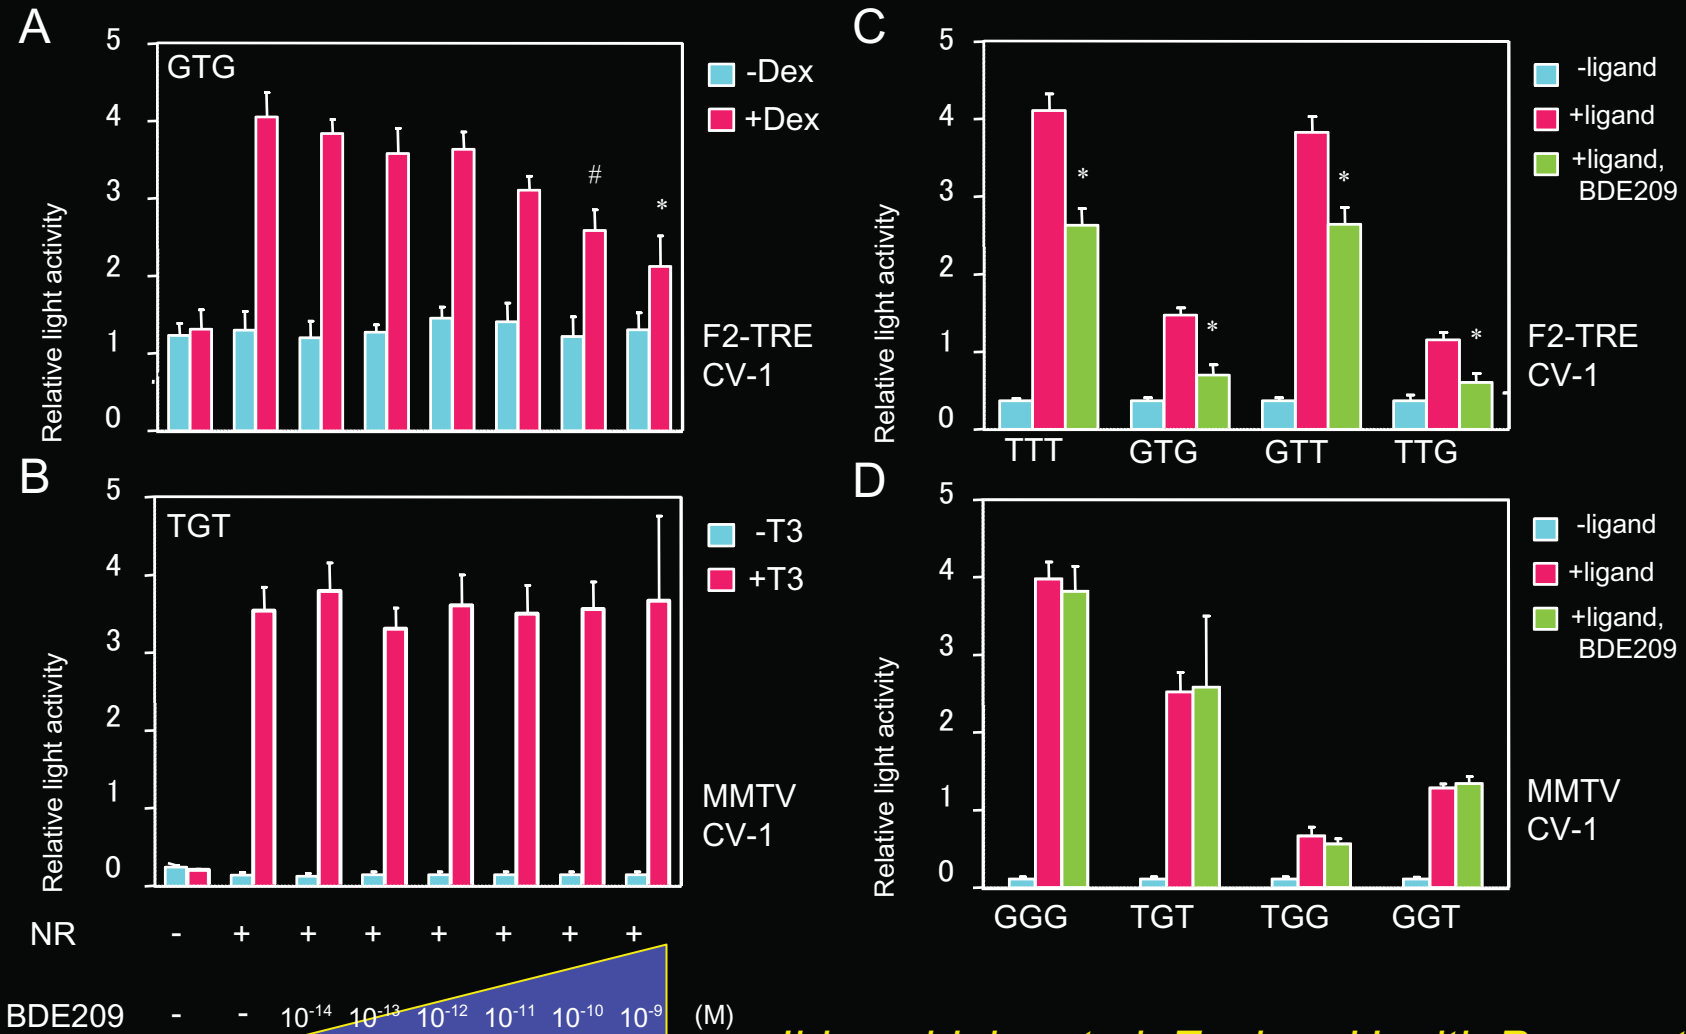 A
5
4
3
2
1
0
Relative light activity
GTG
#
*
-Dex
+Dex
F2-TRE
CV-1
B
5
4
3
2
1
0
Relative light activity
TGT
-T3
+T3
MMTV
CV-1
NR - + + + + + + +
BDE209 - - 10⁻¹⁴ 10⁻¹³ 10⁻¹² 10⁻¹¹ 10⁻¹⁰ 10⁻⁹ (M)
C
5
4
3
2
1
0
Relative light activity
* * * *
TTT GTG GTT TTG
-ligand
+ligand
+ligand,
BDE209
F2-TRE
CV-1
D
5
4
3
2
1
0
Relative light activity
GGG TGT TGG GGT
-ligand
+ligand
+ligand,
BDE209
MMTV
CV-1